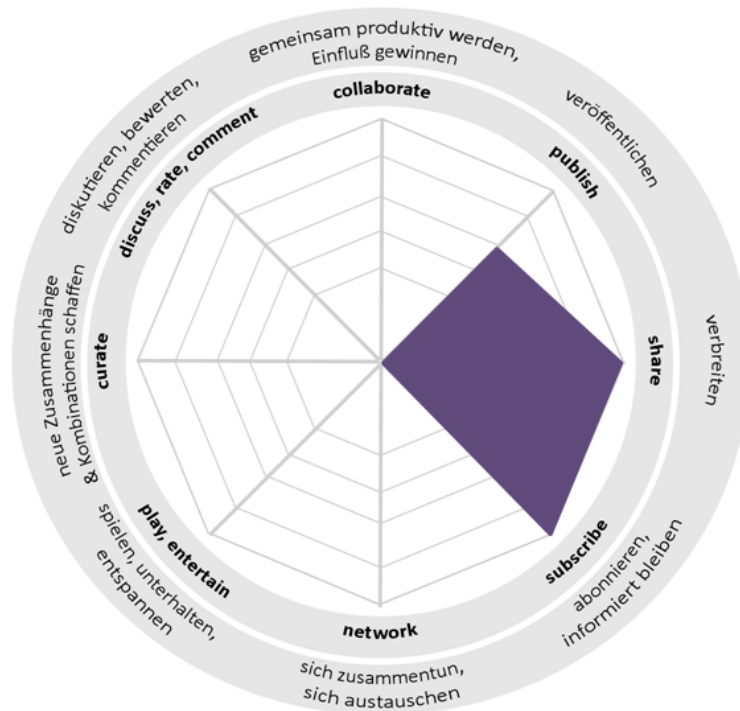 gemeinsam produktiv werden,
Einfluß gewinnen
collaborate
veröffentlichen
publish
verbreiten
share
abonnieren,
informiert bleiben
subscribe
network
sich zusammentun,
sich austauschen
play, entertain
spielen, unterhalten,
entspannen
curate
neue Zusammenhänge
& Kombinationen schaffen
discuss, rate, comment
diskutieren, bewerten,
kommentieren